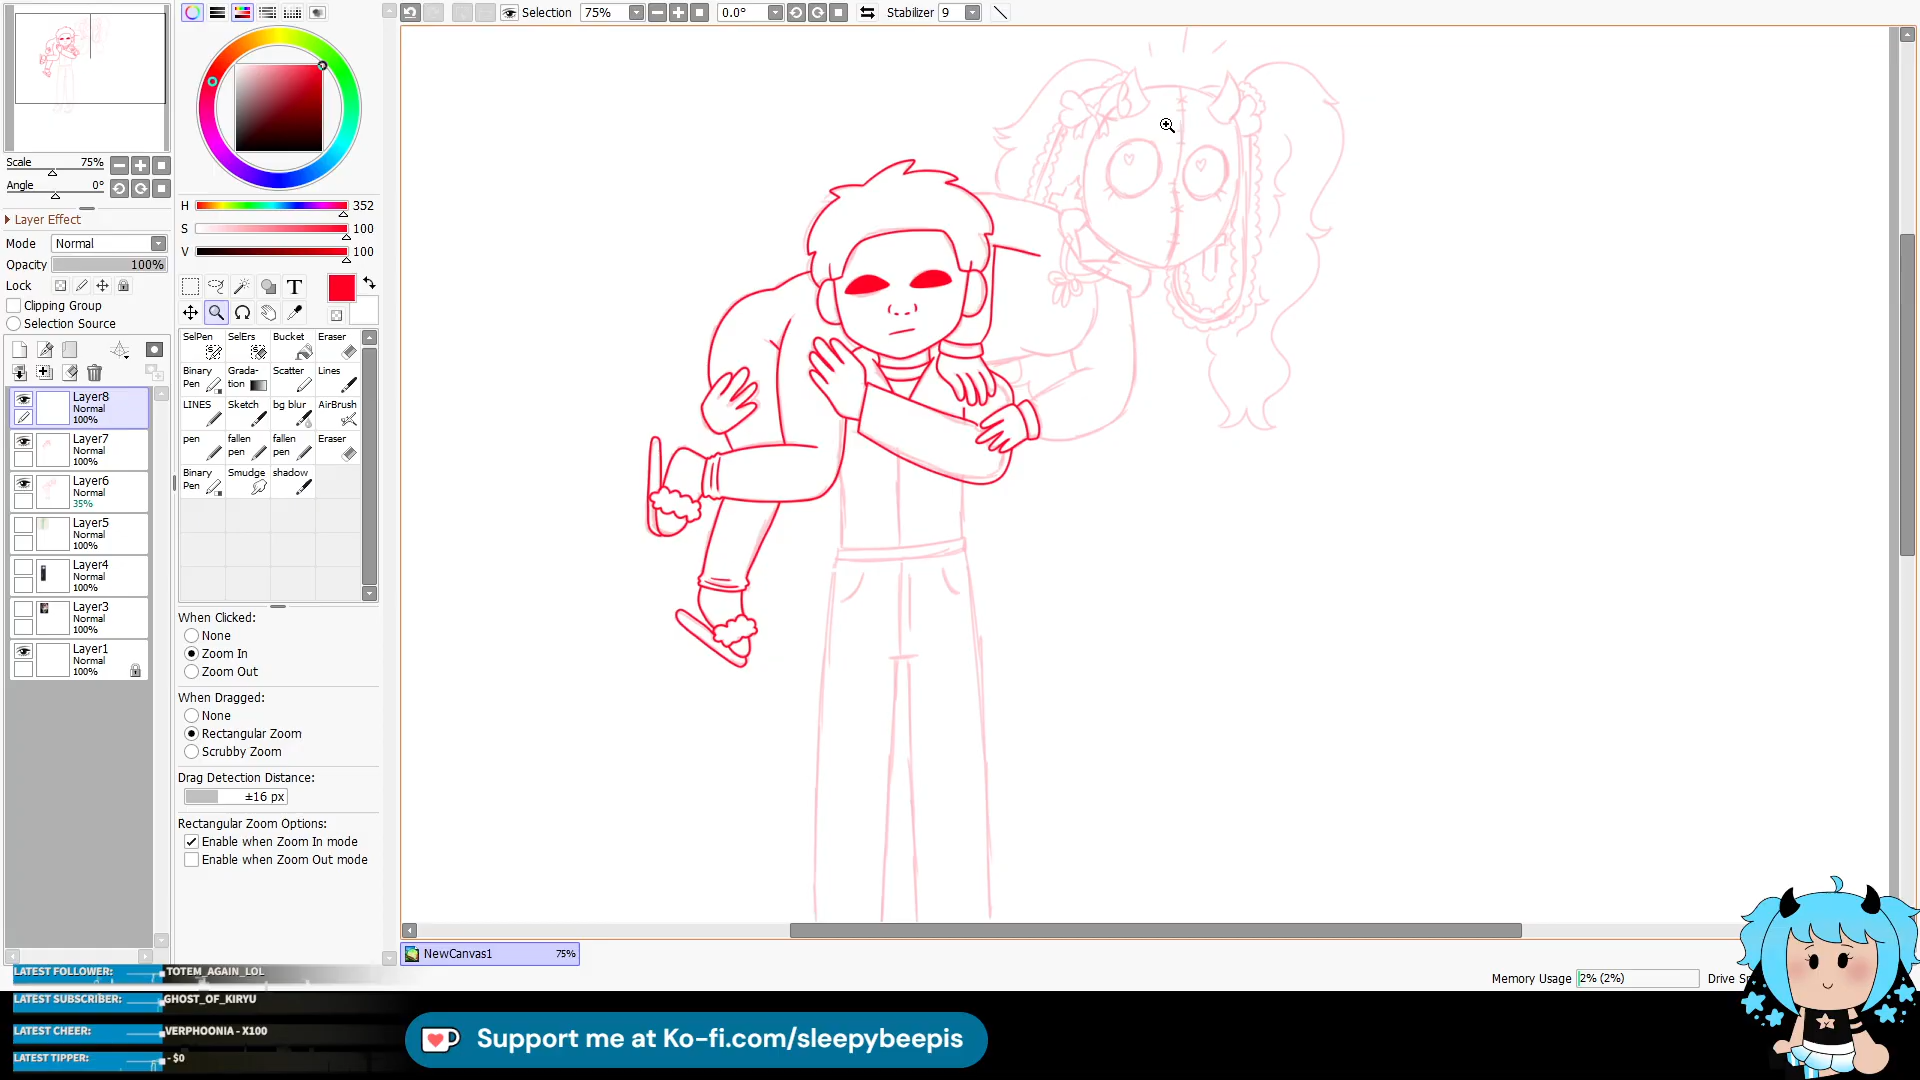 Selection 75% 0.0° Stabilizer 9
Scale 75%
Angle 0°
Layer Effect
Mode Normal
Opacity 100%
Lock
Clipping Group
Selection Source
Layer8
Normal
100%
Layer7
Normal
100%
Layer6
Normal
35%
Layer5
Normal
100%
Layer4
Normal
100%
Layer3
Normal
100%
Layer1
Normal
100%
H 352
S 100
V 100
T
SelPen SelErs Bucket Eraser
Binary Pen Grada-tion Scatter Lines
LINES Sketch bg blur AirBrush
pen fallen pen fallen pen Eraser
Binary Pen Smudge shadow
When Clicked:
None
Zoom In
Zoom Out
When Dragged:
None
Rectangular Zoom
Scrubby Zoom
Drag Detection Distance:
±16 px
Rectangular Zoom Options:
Enable when Zoom In mode
Enable when Zoom Out mode
NewCanvas1 75%
Memory Usage 2% (2%) Drive
LATEST FOLLOWER: TOTEM_AGAIN_LOL
LATEST SUBSCRIBER: GHOST_OF_KIRYU
LATEST CHEER: VERPHOONIA - X100
LATEST TIPPER: - $0
Support me at Ko-fi.com/sleepybeepis